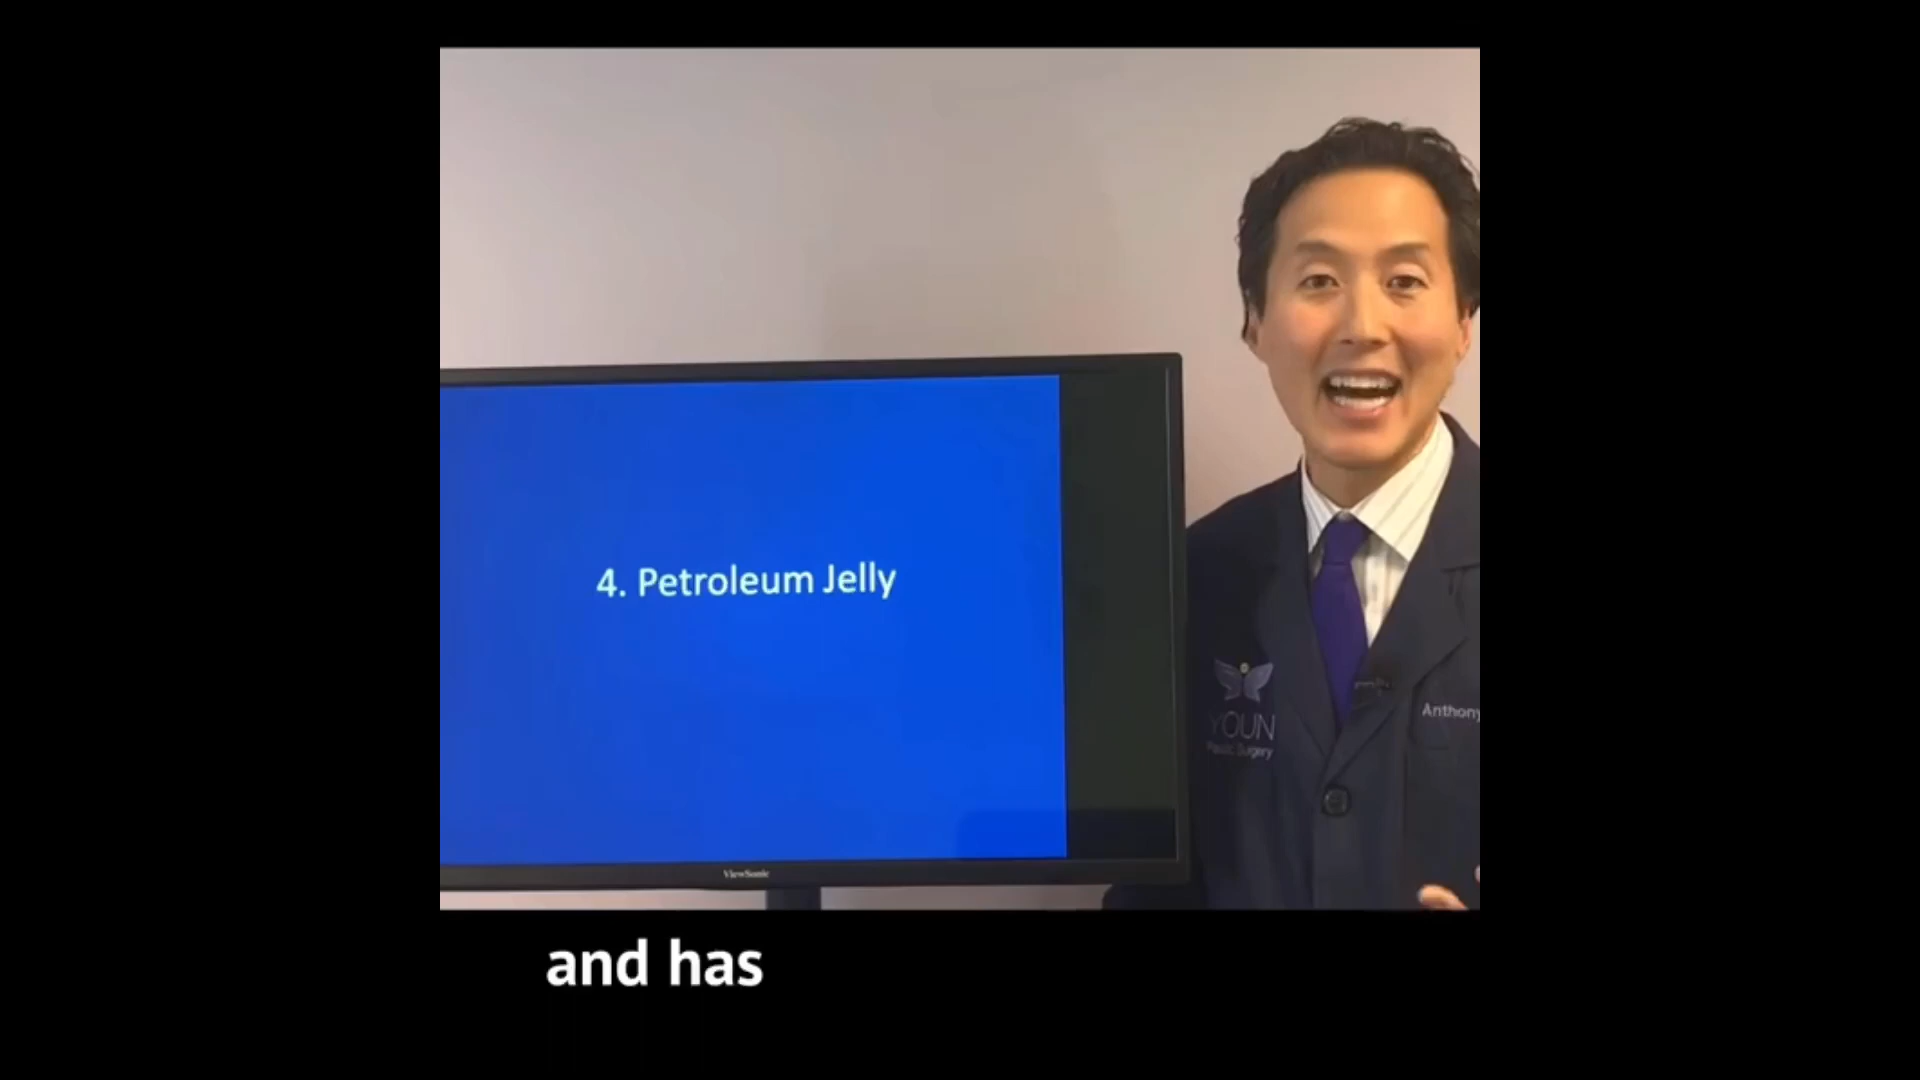 4. Petroleum Jelly
YOUN
Plastic Surgery
Anthony
ViewSonic
and has